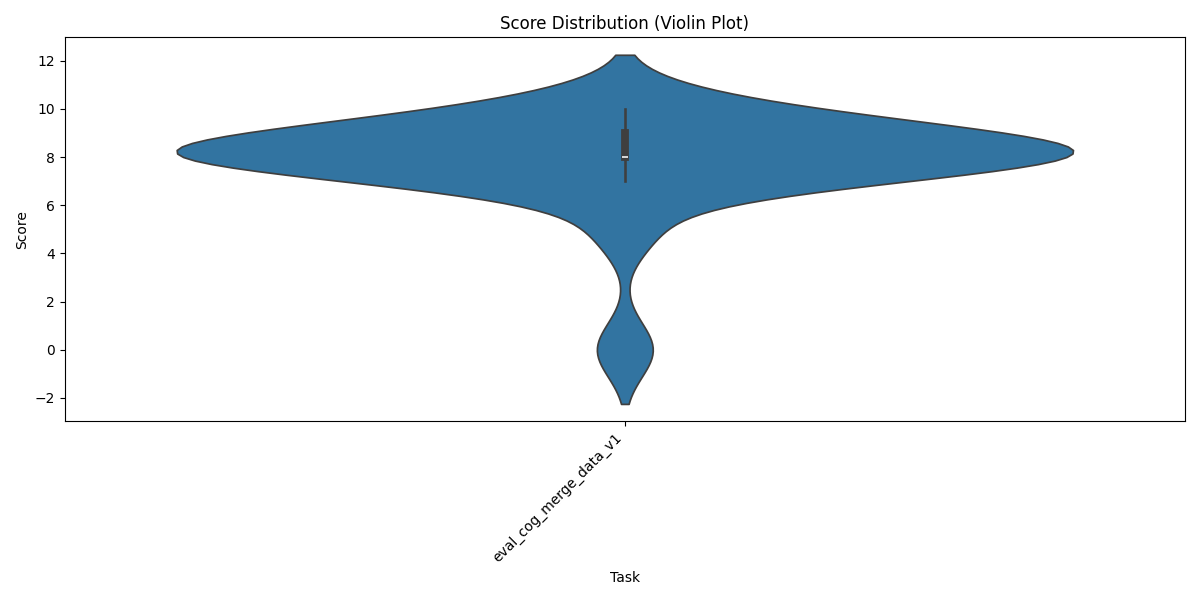 Score Distribution (Violin Plot)
12
10
8
6
4
2
0
−2
Score
eval_cog_merge_data_v1
Task